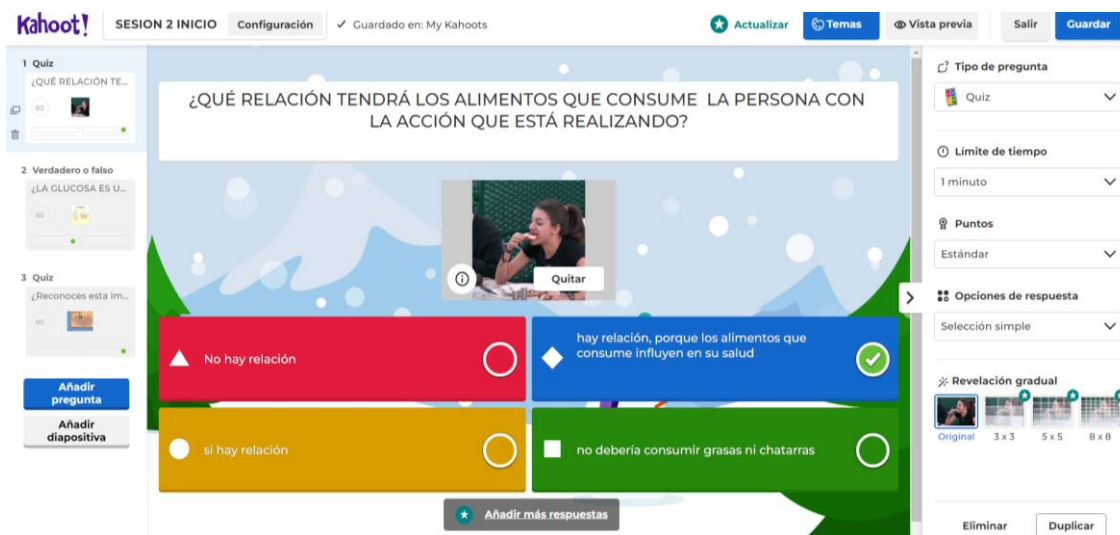 Kahoot!
SESION 2 INICIO
Configuración
Guardado en: My Kahoots
Actualizar
Temas
Vista previa
Salir
Guardar
1 Quiz
¿QUÉ RELACIÓN TE...
60
2 Verdadero o falso
¿LA GLUCOSA ES U...
60
3 Quiz
¿Reconoces esta im...
60
Añadir
pregunta
Añadir
diapositiva
¿QUÉ RELACIÓN TENDRÁ LOS ALIMENTOS QUE CONSUME LA PERSONA CON
LA ACCIÓN QUE ESTÁ REALIZANDO?
Quitar
No hay relación
hay relación, porque los alimentos que
consume influyen en su salud
si hay relación
no debería consumir grasas ni chatarras
Añadir más respuestas
Tipo de pregunta
Quiz
Límite de tiempo
1 minuto
Puntos
Estándar
Opciones de respuesta
Selección simple
Revelación gradual
Original
3 x 3
5 x 5
8 x 8
Eliminar
Duplicar